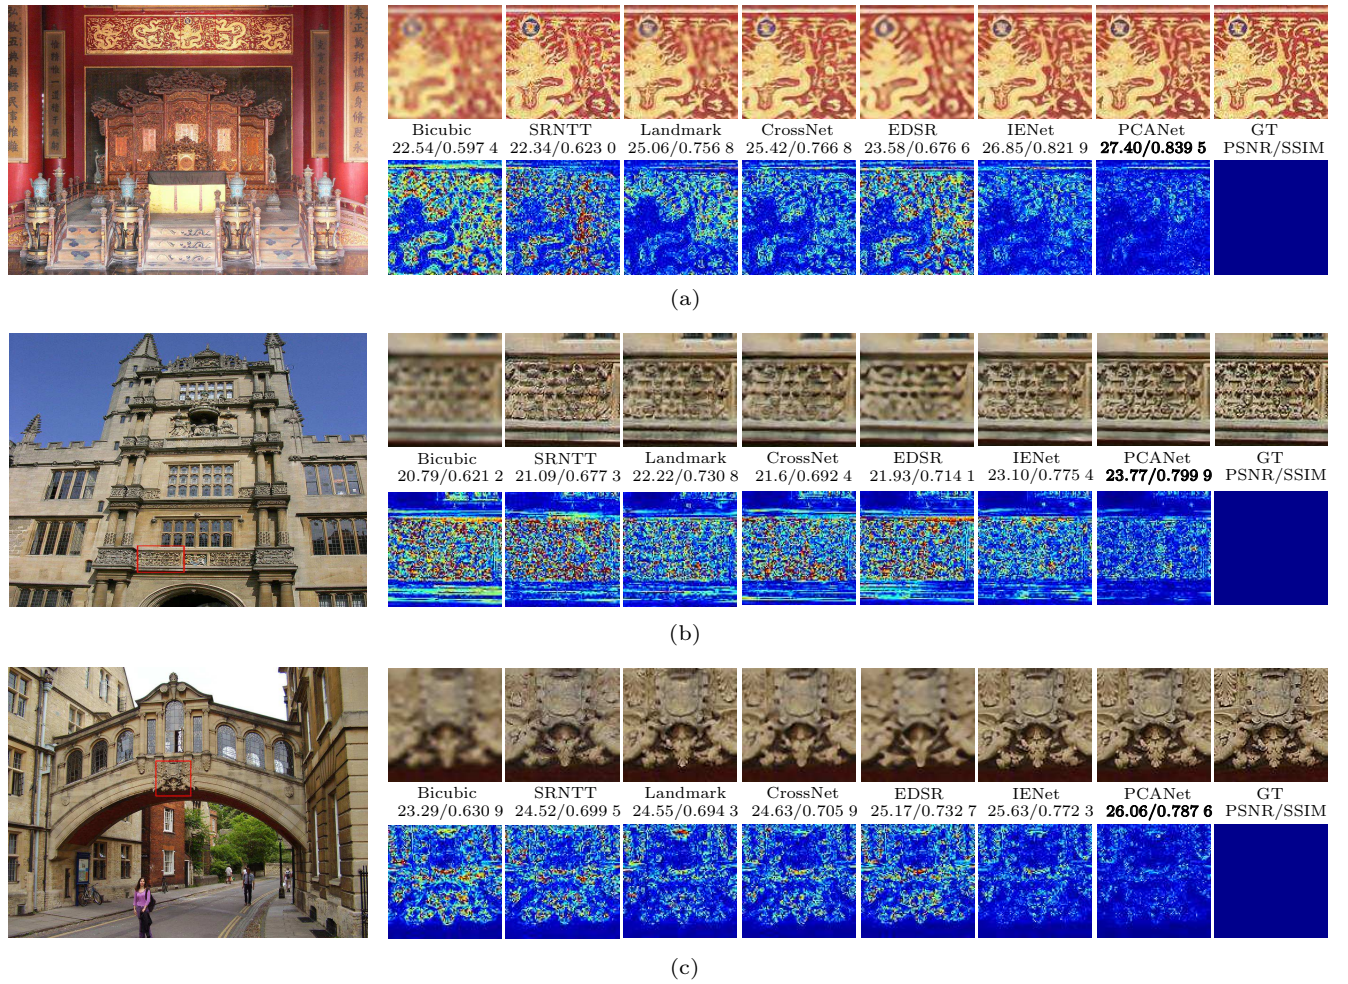 Bicubic SRNTT Landmark CrossNet EDSR IENet PCANet GT
22.54/0.597 4 22.34/0.623 0 25.06/0.756 8 25.42/0.766 8 23.58/0.676 6 26.85/0.821 9 27.40/0.839 5 PSNR/SSIM
(a)
Bicubic SRNTT Landmark CrossNet EDSR IENet PCANet GT
20.79/0.621 2 21.09/0.677 3 22.22/0.730 8 21.6/0.692 4 21.93/0.714 1 23.10/0.775 4 23.77/0.799 9 PSNR/SSIM
(b)
Bicubic SRNTT Landmark CrossNet EDSR IENet PCANet GT
23.29/0.630 9 24.52/0.699 5 24.55/0.694 3 24.63/0.705 9 25.17/0.732 7 25.63/0.772 3 26.06/0.787 6 PSNR/SSIM
(c)